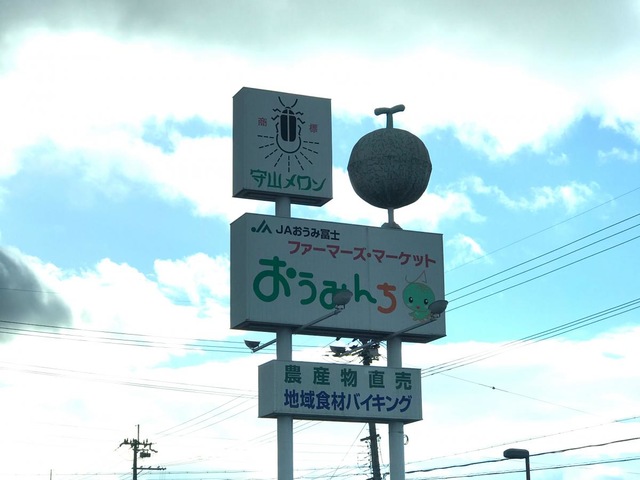 商標
守山メロン
JAおうみ冨士
ファーマーズ・マーケット
おうみんち
農産物直売
地域食材バイキング